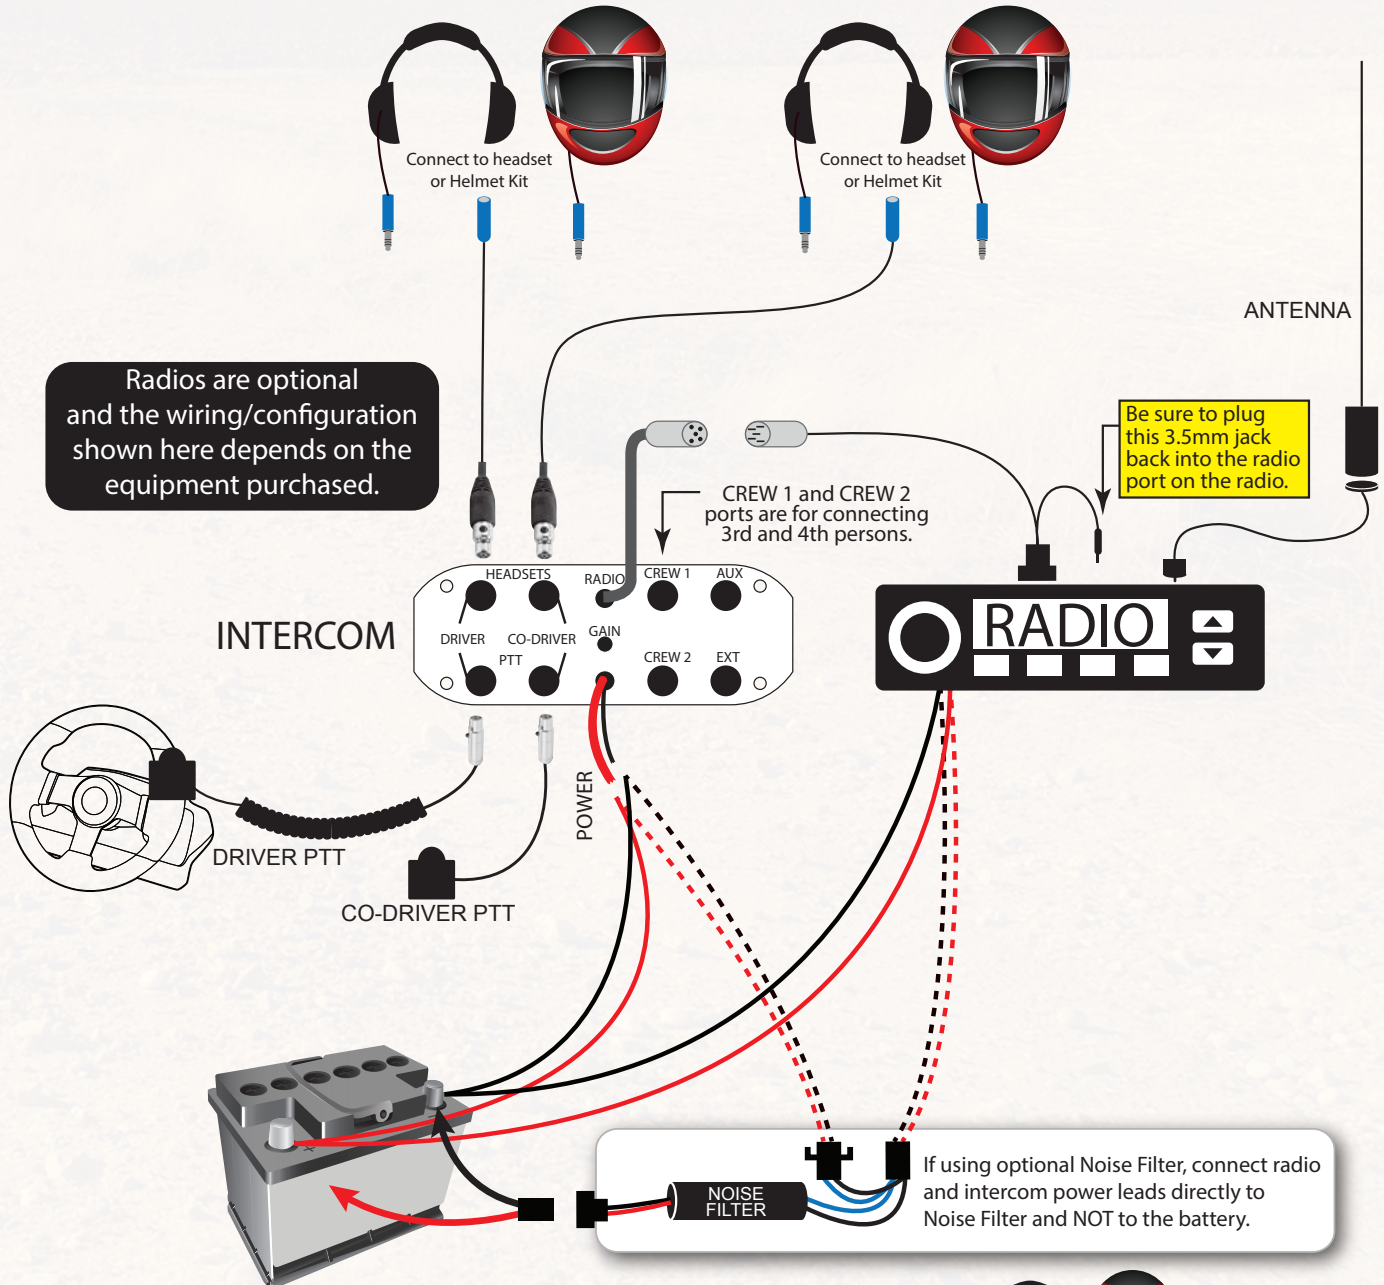 Connect to headset
or Helmet Kit
Connect to headset
or Helmet Kit
ANTENNA
Radios are optional
and the wiring/configuration
shown here depends on the
equipment purchased.
Be sure to plug
this 3.5mm jack
back into the radio
port on the radio.
CREW 1 and CREW 2
ports are for connecting
3rd and 4th persons.
INTERCOM
HEADSETS
RADIO
CREW 1
AUX
DRIVER
CO-DRIVER
GAIN
PTT
CREW 2
EXT
RADIO
POWER
DRIVER PTT
CO-DRIVER PTT
+
-
NOISE
FILTER
If using optional Noise Filter, connect radio
and intercom power leads directly to
Noise Filter and NOT to the battery.